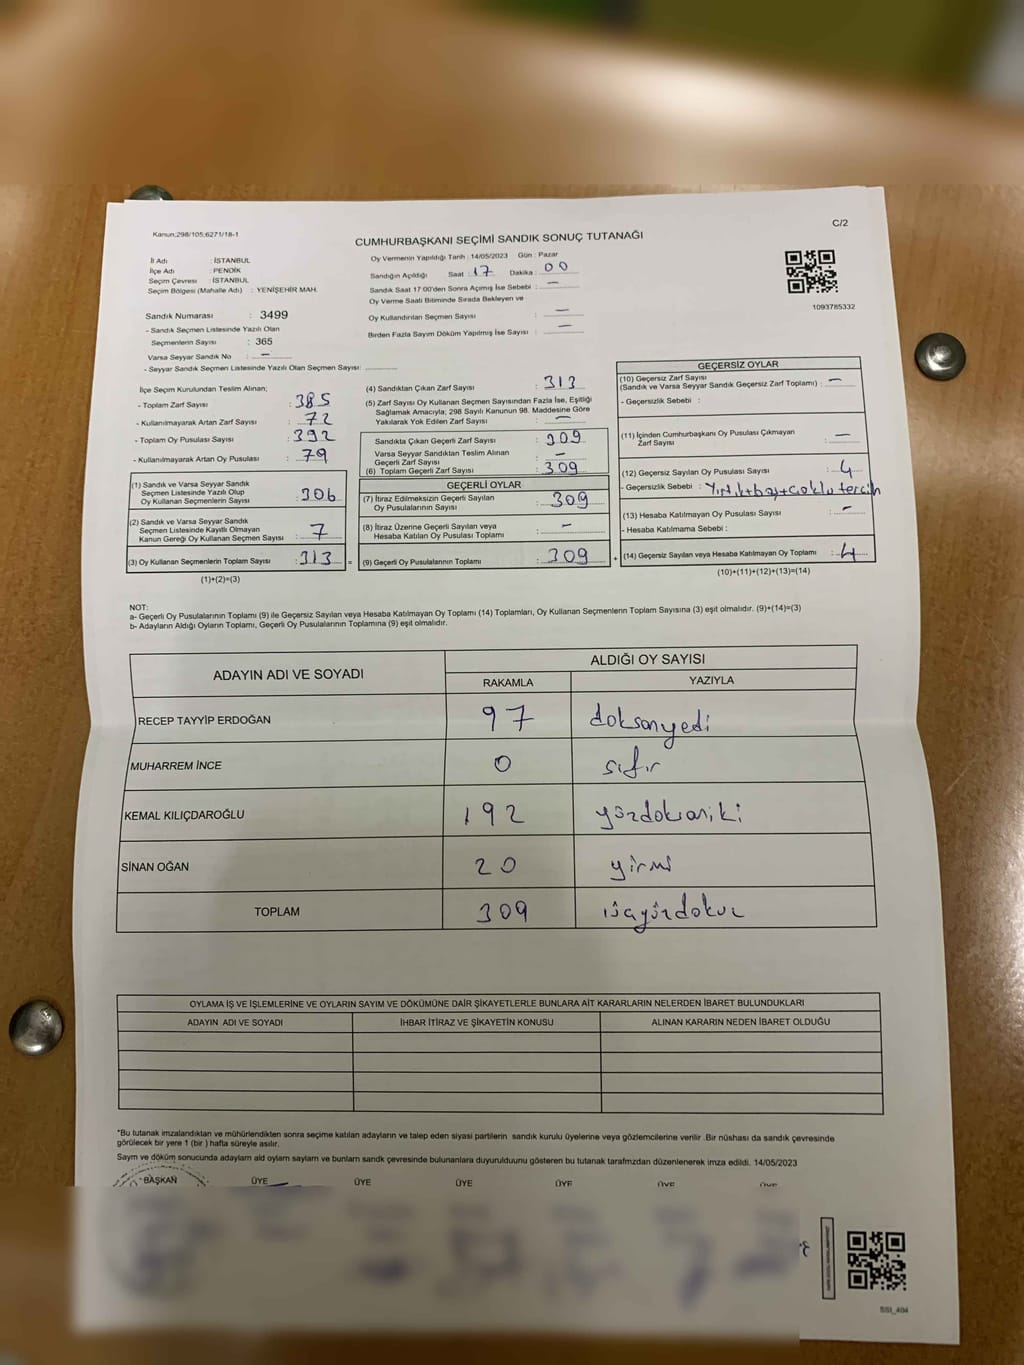 Kanun:298/105;6271/18-1
C/2
CUMHURBAŞKANI SEÇİMİ SANDIK SONUÇ TUTANAĞI
İl Adı : İSTANBUL
İlçe Adı : PENDİK
Seçim Çevresi : İSTANBUL
Seçim Bölgesi (Mahalle Adı) : YENİŞEHİR MAH.
Oy Vermenin Yapıldığı Tarih : 14/05/2023 Gün : Pazar
Sandığın Açıldığı Saat : 17 Dakika : 00
Sandık Saat 17:00'den Sonra Açımış İse Sebebi : —
Oy Verme Saati Bitiminde Sırada Bekleyen ve
Oy Kullandırılan Seçmen Sayısı : —
Birden Fazla Sayım Döküm Yapılmış İse Sayısı : —
1093785332
Sandık Numarası : 3499
- Sandık Seçmen Listesinde Yazılı Olan
Seçmenlerin Sayısı : 365
Varsa Seyyar Sandık No : —
- Seyyar Sandık Seçmen Listesinde Yazılı Olan Seçmen Sayısı:
İlçe Seçim Kurulundan Teslim Alınan;
- Toplam Zarf Sayısı : 385
- Kullanılmayarak Artan Zarf Sayısı : 72
- Toplam Oy Pusulası Sayısı : 392
- Kullanılmayarak Artan Oy Pusulası : 79
(1) Sandık ve Varsa Seyyar Sandık
Seçmen Listesinde Yazılı Olup
Oy Kullanan Seçmenlerin Sayısı : 306
(2) Sandık ve Varsa Seyyar Sandık
Seçmen Listesinde Kayıtlı Olmayan
Kanun Gereği Oy Kullanan Seçmen Sayısı : 7
(3) Oy Kullanan Seçmenlerin Toplam Sayısı : 313 =
(1)+(2)=(3)
(4) Sandıktan Çıkan Zarf Sayısı : 313
(5) Zarf Sayısı Oy Kullanan Seçmen Sayısından Fazla İse, Eşitliği
Sağlamak Amacıyla; 298 Sayılı Kanunun 98. Maddesine Göre
Yakılarak Yok Edilen Zarf Sayısı : —
Sandıkta Çıkan Geçerli Zarf Sayısı : 309
Varsa Seyyar Sandıktan Teslim Alınan
Geçerli Zarf Sayısı : —
(6) Toplam Geçerli Zarf Sayısı : 309
GEÇERLİ OYLAR
(7) İtiraz Edilmeksizin Geçerli Sayılan
Oy Pusulalarının Sayısı : 309
(8) İtiraz Üzerine Geçerli Sayılan veya
Hesaba Katılan Oy Pusulası Toplamı : —
(9) Geçerli Oy Pusulalarının Toplamı : 309 +
GEÇERSİZ OYLAR
(10) Geçersiz Zarf Sayısı
(Sandık ve Varsa Seyyar Sandık Geçersiz Zarf Toplamı) : —
- Geçersizlik Sebebi :
(11) İçinden Cumhurbaşkanı Oy Pusulası Çıkmayan
Zarf Sayısı : —
(12) Geçersiz Sayılan Oy Pusulası Sayısı : 4
- Geçersizlik Sebebi : Yırtık+boş+çoklu tercih
(13) Hesaba Katılmayan Oy Pusulası Sayısı : —
- Hesaba Katılmama Sebebi :
(14) Geçersiz Sayılan veya Hesaba Katılmayan Oy Toplamı : 4
(10)+(11)+(12)+(13)=(14)
NOT:
a- Geçerli Oy Pusulalarının Toplamı (9) ile Geçersiz Sayılan veya Hesaba Katılmayan Oy Toplamı (14) Toplamları, Oy Kullanan Seçmenlerin Toplam Sayısına (3) eşit olmalıdır. (9)+(14)=(3)
b- Adayların Aldığı Oyların Toplamı, Geçerli Oy Pusulalarının Toplamına (9) eşit olmalıdır.
ADAYIN ADI VE SOYADI
ALDIĞI OY SAYISI
RAKAMLA YAZIYLA
RECEP TAYYİP ERDOĞAN 97 doksanyedi
MUHARREM İNCE 0 sıfır
KEMAL KILIÇDAROĞLU 192 yüzdoksaniki
SİNAN OĞAN 20 yirmi
TOPLAM 309 üçyüzdokuz
OYLAMA İŞ VE İŞLEMLERİNE VE OYLARIN SAYIM VE DÖKÜMÜNE DAİR ŞİKAYETLERLE BUNLARA AİT KARARLARIN NELERDEN İBARET BULUNDUKLARI
ADAYIN ADI VE SOYADI İHBAR İTİRAZ VE ŞİKAYETİN KONUSU ALINAN KARARIN NEDEN İBARET OLDUĞU
*Bu tutanak imzalandıktan ve mühürlendikten sonra seçime katılan adayların ve talep eden siyasi partilerin sandık kurulu üyelerine veya gözlemcilerine verilir .Bir nüshası da sandık çevresinde
görülecek bir yere 1 (bir ) hafta süreyle asılır.
Sayım ve döküm sonucunda adayların ald oyların sayların ve bunların sandk çevresinde bulunanlara duyurulduunu gösteren bu tutanak tarafmzdan düzenlenerek imza edildi. 14/05/2023
BAŞKAN ÜYE ÜYE ÜYE ÜYE ÜYE ÜYE
SSI_404